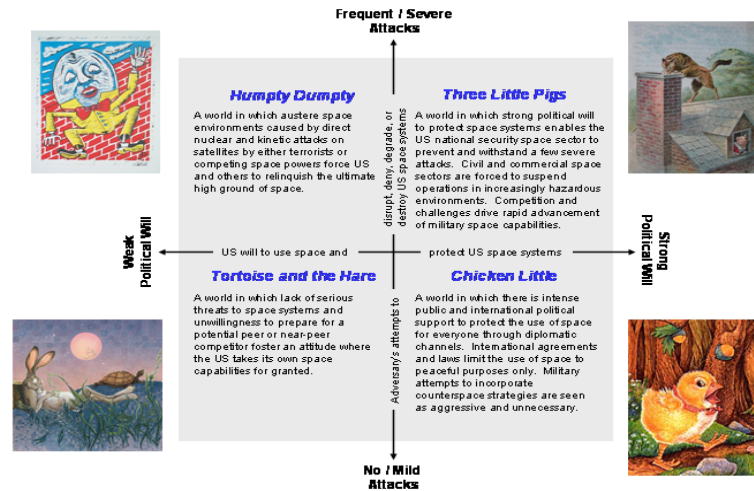 Frequent / Severe
Attacks
Humpty Dumpty
A world in which austere space
environments caused by direct
nuclear and kinetic attacks on
satellites by either terrorists or
competing space powers force US
and others to relinquish the ultimate
high ground of space.
Three Little Pigs
A world in which strong political will
to protect space systems enables the
US national security space sector to
prevent and withstand a few severe
attacks. Civil and commercial space
sectors are forced to suspend
operations in increasingly hazardous
environments. Competition and
challenges drive rapid advancement
of military space capabilities.
disrupt, deny, degrade, or
destroy US space systems
Weak
Political Will
US will to use space and
protect US space systems
Strong
Political Will
Tortoise and the Hare
A world in which lack of serious
threats to space systems and
unwillingness to prepare for a
potential peer or near-peer
competitor foster an attitude where
the US takes its own space
capabilities for granted.
Chicken Little
A world in which there is intense
public and international political
support to protect the use of space
for everyone through diplomatic
channels. International agreements
and laws limit the use of space to
peaceful purposes only. Military
attempts to incorporate
counterspace strategies are seen
as aggressive and unnecessary.
Adversary's attempts to
No / Mild
Attacks